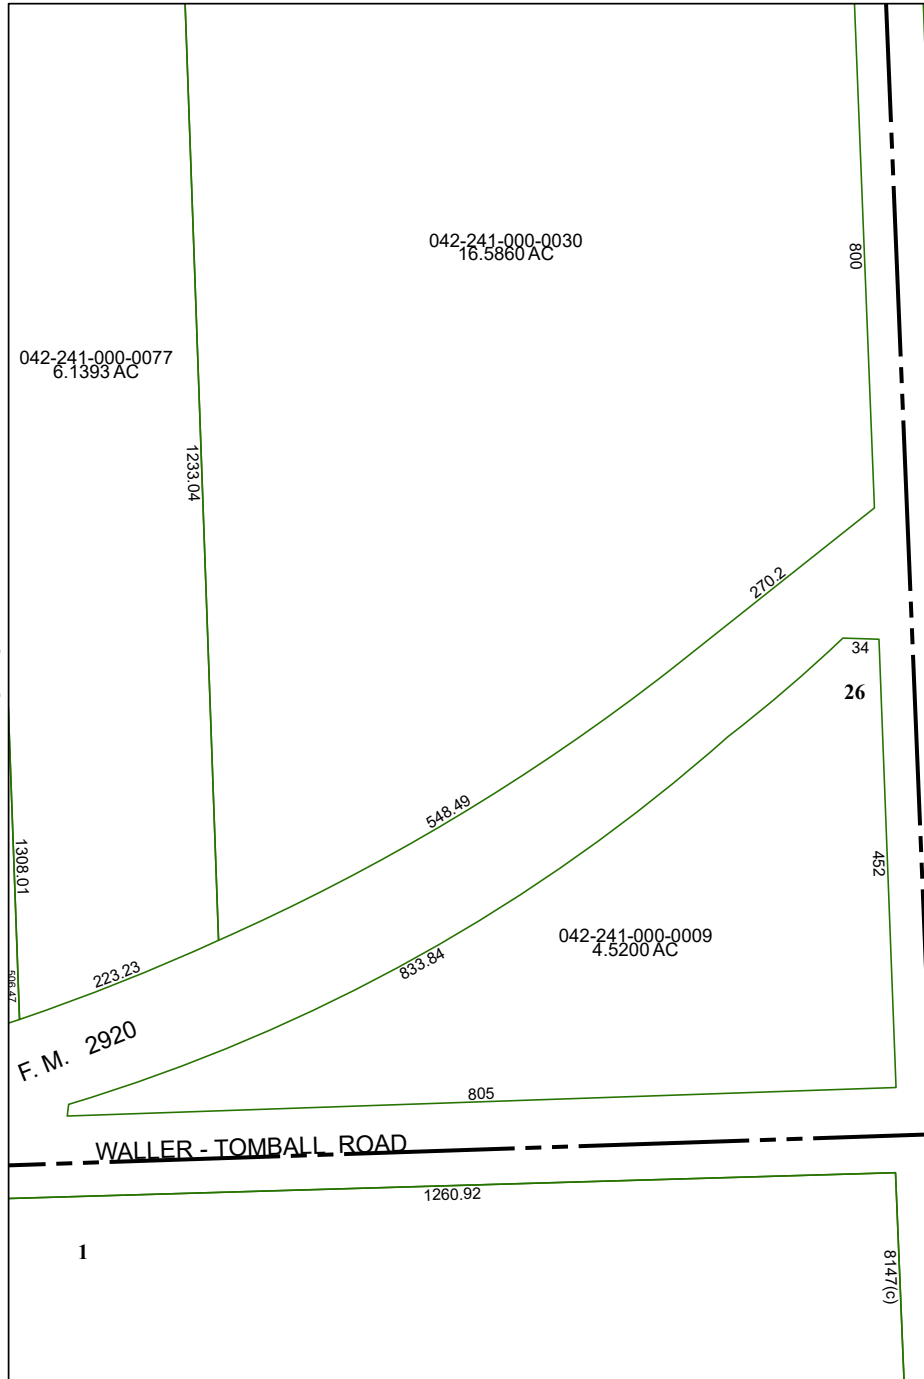 042-241-000-0030
16.5860 AC
800
042-241-000-0077
6.1393 AC
1233.04
270.2
34
26
548.49
1308.01
452
042-241-000-0009
4.5200 AC
833.84
223.23
506.47
F. M. 2920
805
WALLER - TOMBALL ROAD
1260.92
1
8147(c)